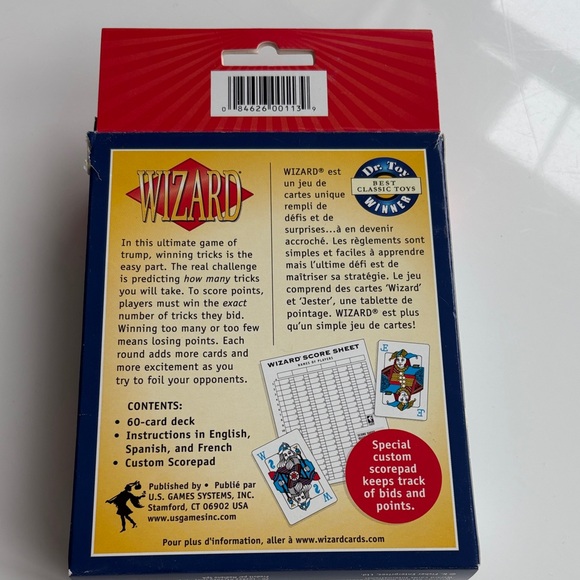 0 84626 00113 9
WIZARD
In this ultimate game of
trump, winning tricks is the
easy part. The real challenge
is predicting how many tricks
you will take. To score points,
players must win the exact
number of tricks they bid.
Winning too many or too few
means losing points. Each
round adds more cards and
more excitement as you
try to foil your opponents.
CONTENTS:
• 60-card deck
• Instructions in English,
Spanish, and French
• Custom Scorepad
Published by • Publié par
U.S. GAMES SYSTEMS, INC.
Stamford, CT 06902 USA
www.usgamesinc.com
WIZARD® est
un jeu de
cartes unique
rempli de
défis et de
surprises...à en devenir
accroché. Les règlements sont
simples et faciles à apprendre
mais l'ultime défi est de
maîtriser sa stratégie. Le jeu
comprend des cartes 'Wizard'
et 'Jester', une tablette de
pointage. WIZARD® est plus
qu'un simple jeu de cartes!
Dr. Toy
BEST
CLASSIC TOYS
WINNER
WIZARD® SCORE SHEET
NAMES OF PLAYERS
E
E
W
S
W
S
Special
custom
scorepad
keeps track
of bids and
points.
Pour plus d'information, aller à www.wizardcards.com.